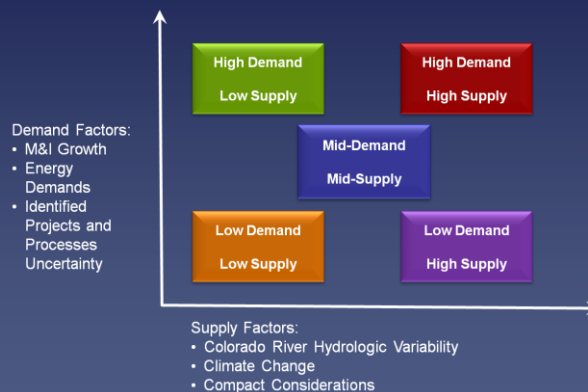 High Demand
Low Supply
High Demand
High Supply
Mid-Demand
Mid-Supply
Low Demand
Low Supply
Low Demand
High Supply
Demand Factors:
• M&I Growth
• Energy
Demands
• Identified
Projects and
Processes
Uncertainty
Supply Factors:
• Colorado River Hydrologic Variability
• Climate Change
• Compact Considerations